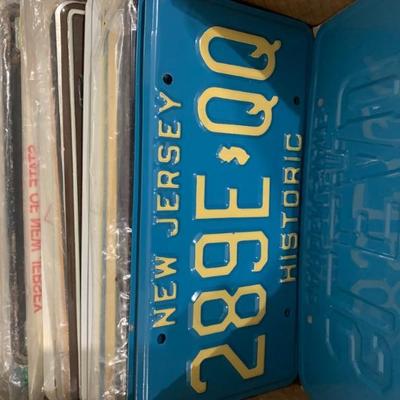 NEW JERSEY
289E QQ
HISTORIC
STATE OF NEW JERSEY